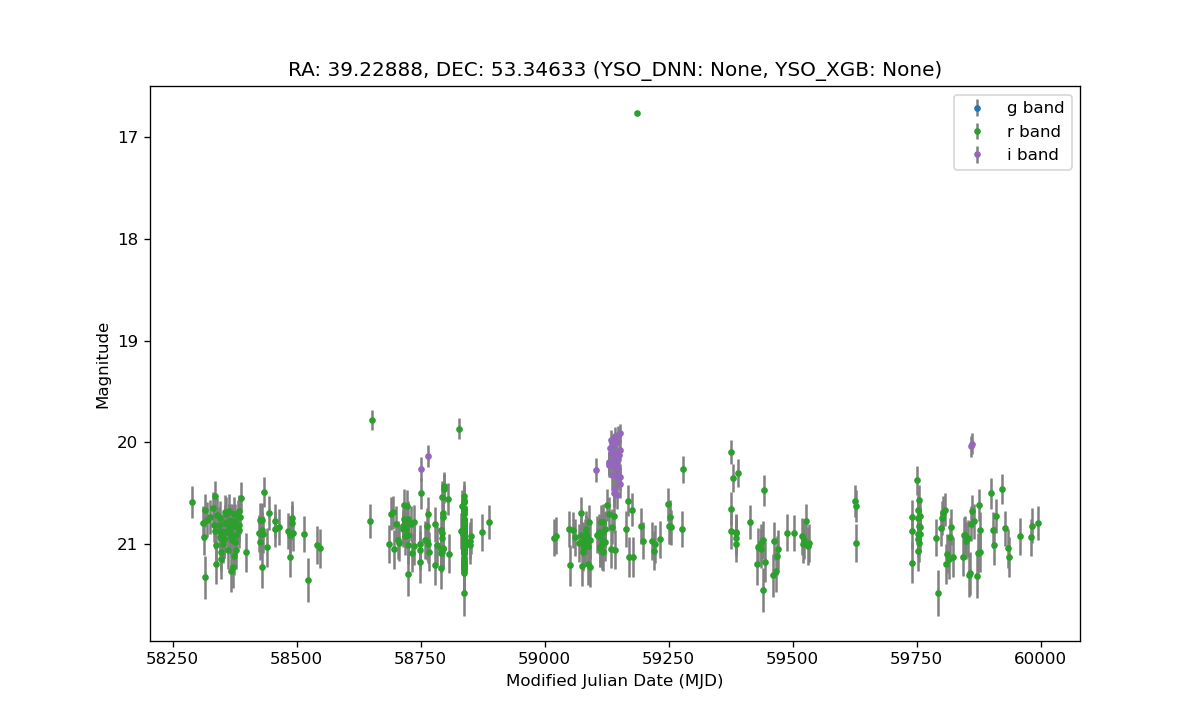 RA: 39.22888, DEC: 53.34633 (YSO_DNN: None, YSO_XGB: None)
g band
r band
i band
17
18
19
20
21
Magnitude
58250 58500 58750 59000 59250 59500 59750 60000
Modified Julian Date (MJD)